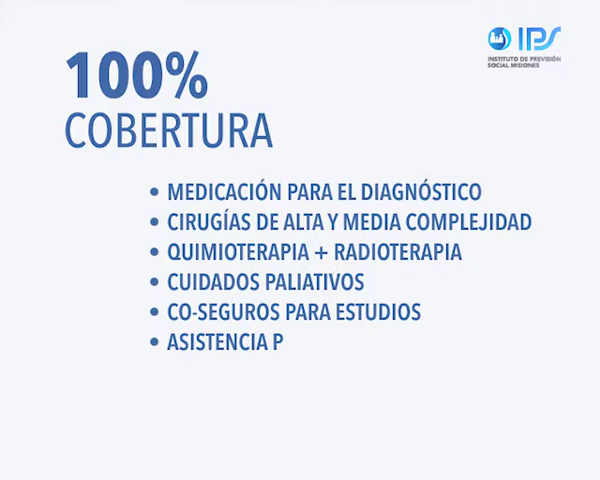 IPS
INSTITUTO DE PREVISIÓN
SOCIAL MISIONES
100%
COBERTURA
• MEDICACIÓN PARA EL DIAGNÓSTICO
• CIRUGÍAS DE ALTA Y MEDIA COMPLEJIDAD
• QUIMIOTERAPIA + RADIOTERAPIA
• CUIDADOS PALIATIVOS
• CO-SEGUROS PARA ESTUDIOS
• ASISTENCIA P